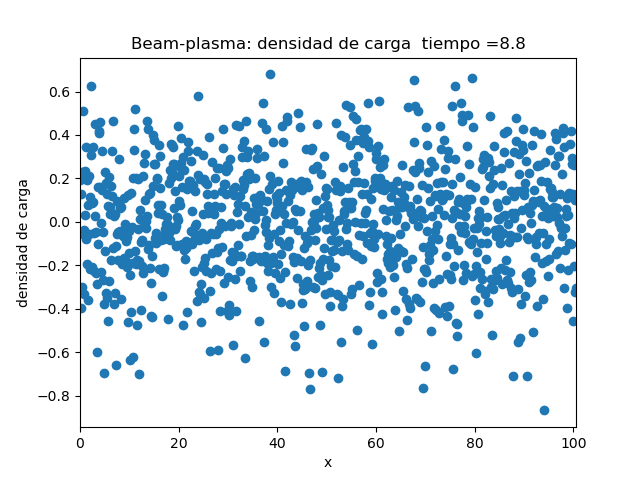 Beam-plasma: densidad de carga  tiempo =8.8
densidad de carga
0.6
0.4
0.2
0.0
−0.2
−0.4
−0.6
−0.8
0 20 40 60 80 100
x